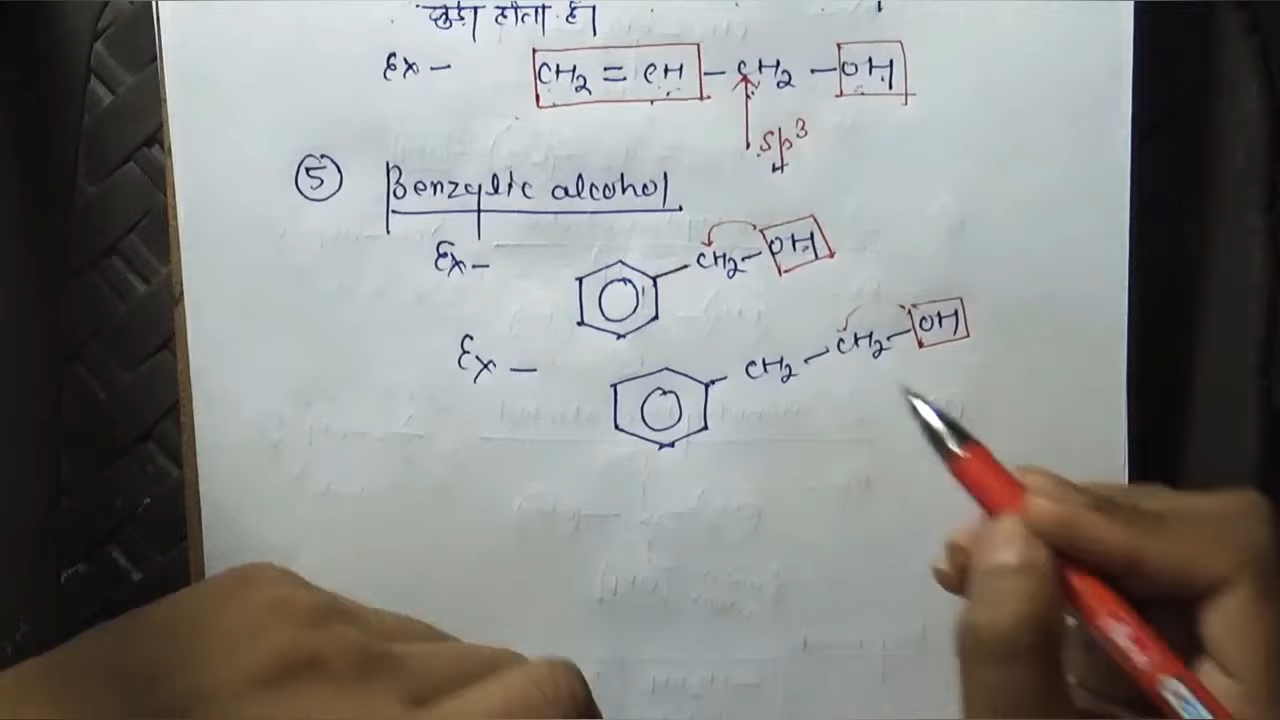 जुड़ा होता है।
Ex – CH₂ = CH – CH₂ – OH
sp³
⑤ Benzylic alcohol
Ex – CH₂ – OH
Ex – CH₂ – CH₂ – OH